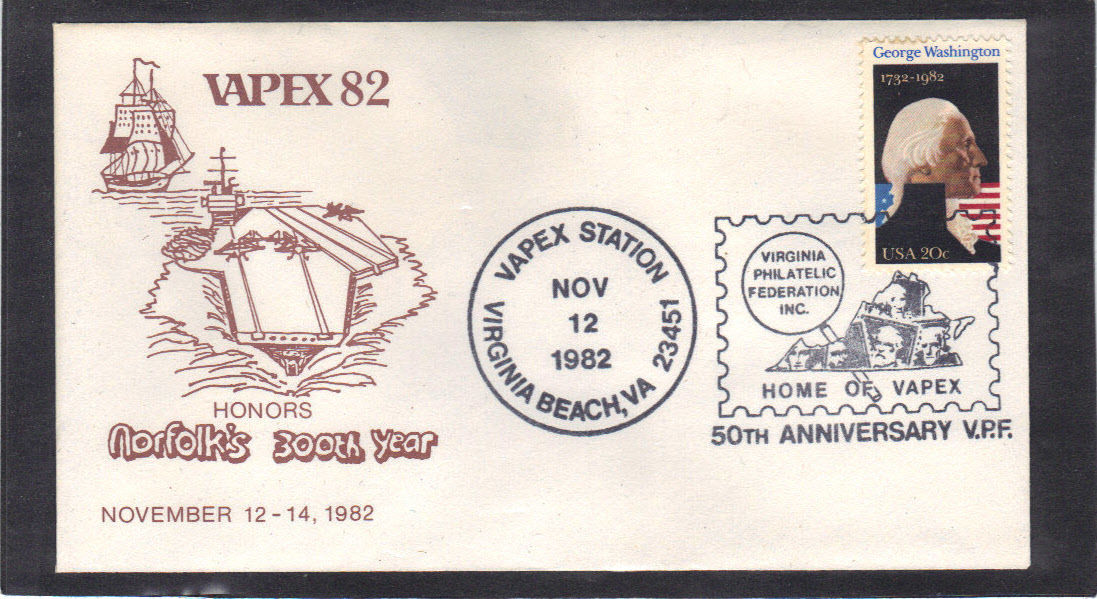 VAPEX 82
HONORS
Norfolk's 300th Year
NOVEMBER 12-14, 1982
VAPEX STATION
NOV
12
1982
VIRGINIA BEACH, VA 23451
George Washington
1732-1982
USA 20c
VIRGINIA
PHILATELIC
FEDERATION
INC.
HOME OF VAPEX
50TH ANNIVERSARY V.P.F.